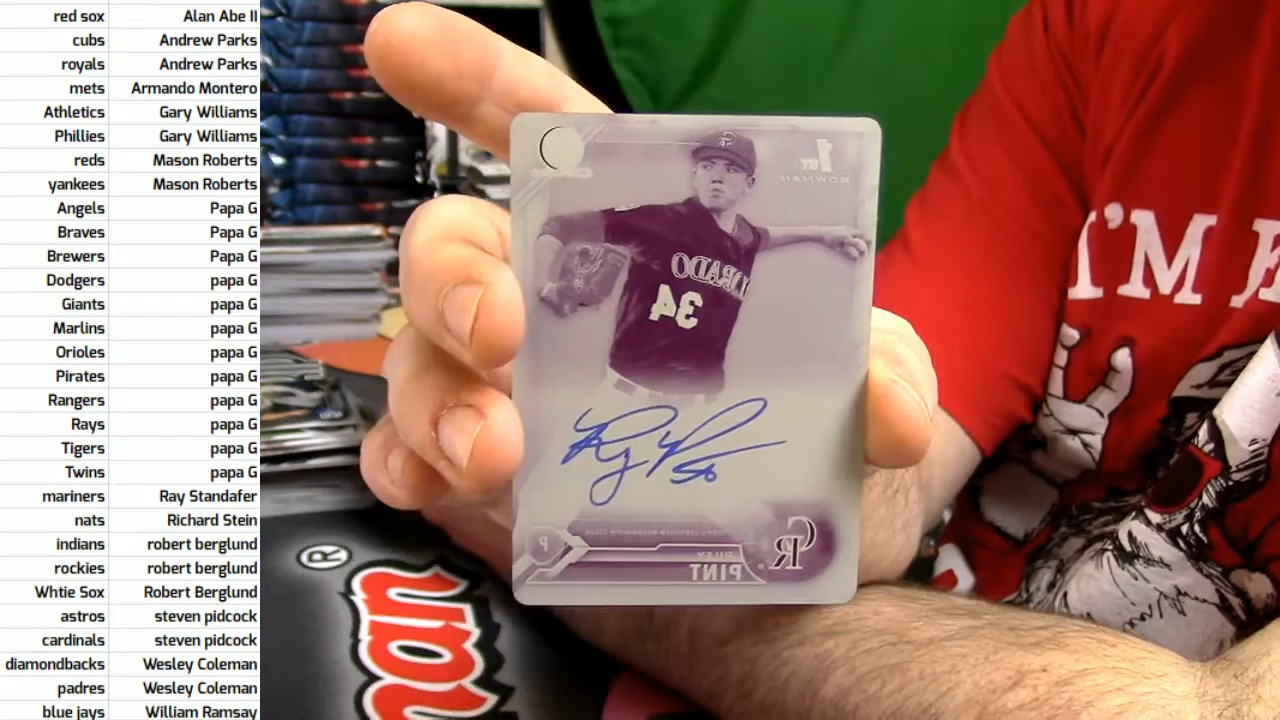 red sox Alan Abe II
cubs Andrew Parks
royals Andrew Parks
mets Armando Montero
Athletics Gary Williams
Phillies Gary Williams
reds Mason Roberts
yankees Mason Roberts
Angels Papa G
Braves Papa G
Brewers Papa G
Dodgers papa G
Giants papa G
Marlins papa G
Orioles papa G
Pirates papa G
Rangers papa G
Rays papa G
Tigers papa G
Twins papa G
mariners Ray Standafer
nats Richard Stein
indians robert berglund
rockies robert berglund
Whtie Sox Robert Berglund
astros steven pidcock
cardinals steven pidcock
diamondbacks Wesley Coleman
padres Wesley Coleman
blue jays William Ramsay
1ST
BOWMAN
34
CR
P
RILEY
PINT
I'M
®